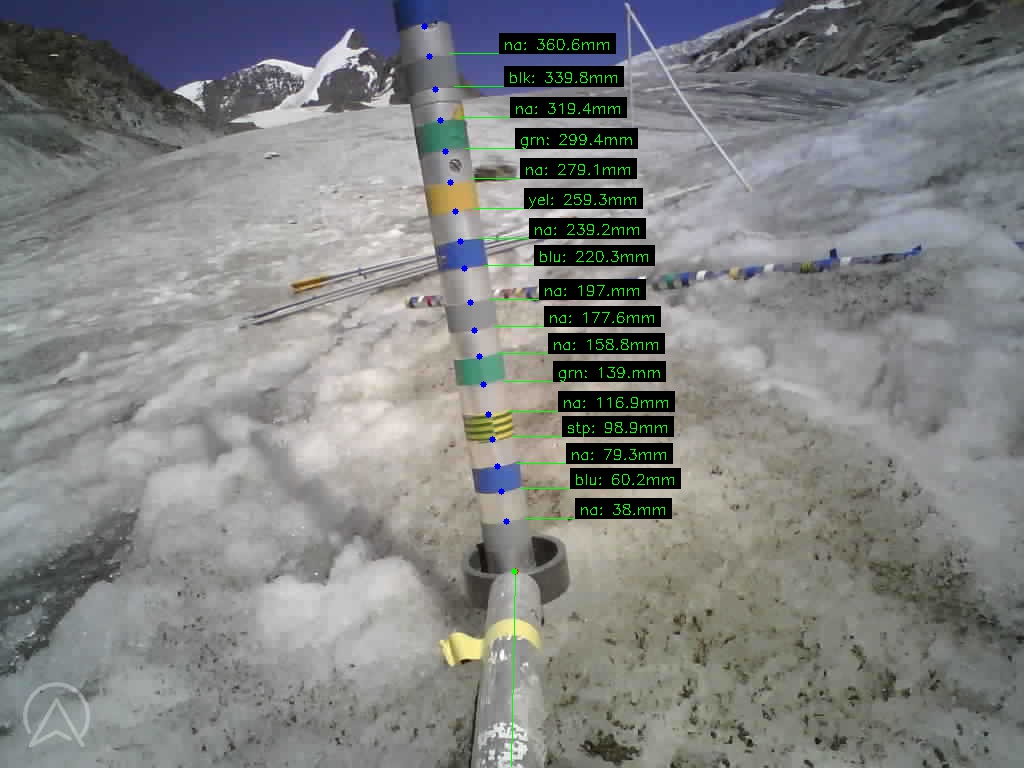 na: 360.6mm
blk: 339.8mm
na: 319.4mm
grn: 299.4mm
na: 279.1mm
yel: 259.3mm
na: 239.2mm
blu: 220.3mm
na: 197.mm
na: 177.6mm
na: 158.8mm
grn: 139.mm
na: 116.9mm
stp: 98.9mm
na: 79.3mm
blu: 60.2mm
na: 38.mm